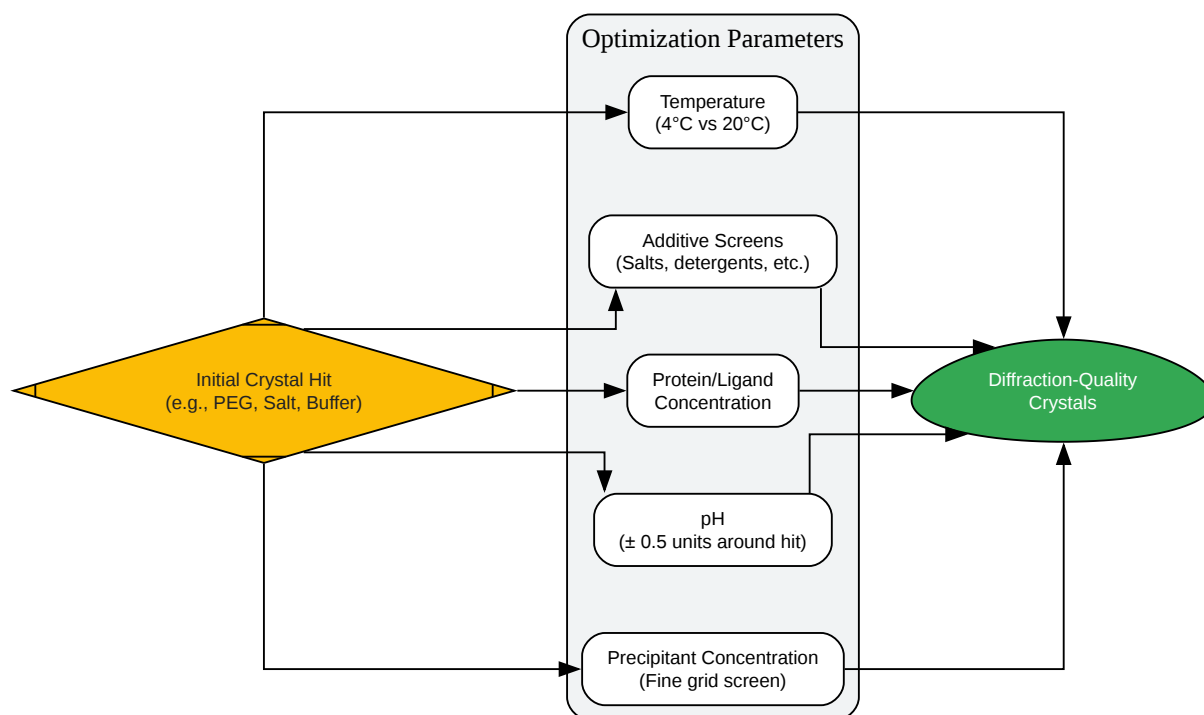 Optimization Parameters
Temperature
(4°C vs 20°C)
Additive Screens
(Salts, detergents, etc.)
Initial Crystal Hit
(e.g., PEG, Salt, Buffer)
Protein/Ligand
Concentration
Diffraction-Quality
Crystals
pH
(± 0.5 units around hit)
Precipitant Concentration
(Fine grid screen)